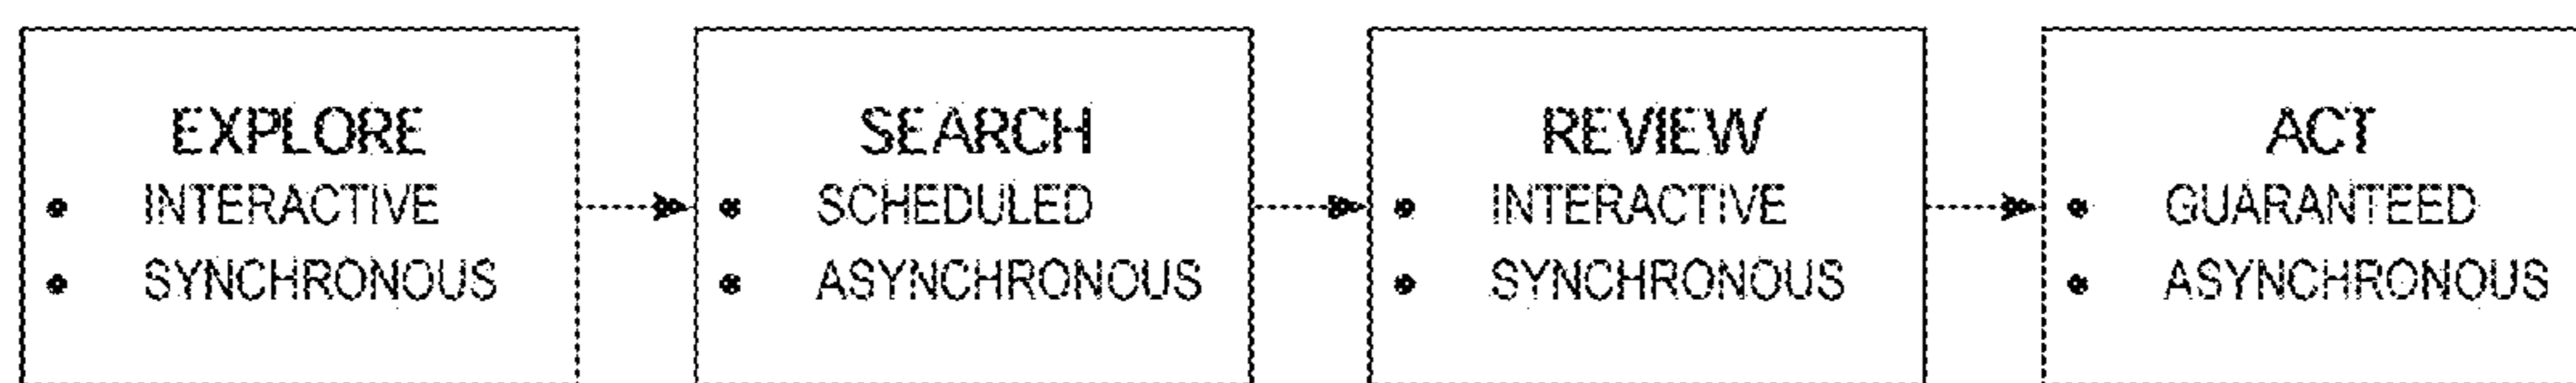 EXPLORE
• INTERACTIVE
• SYNCHRONOUS
SEARCH
• SCHEDULED
• ASYNCHRONOUS
REVIEW
• INTERACTIVE
• SYNCHRONOUS
ACT
• GUARANTEED
• ASYNCHRONOUS